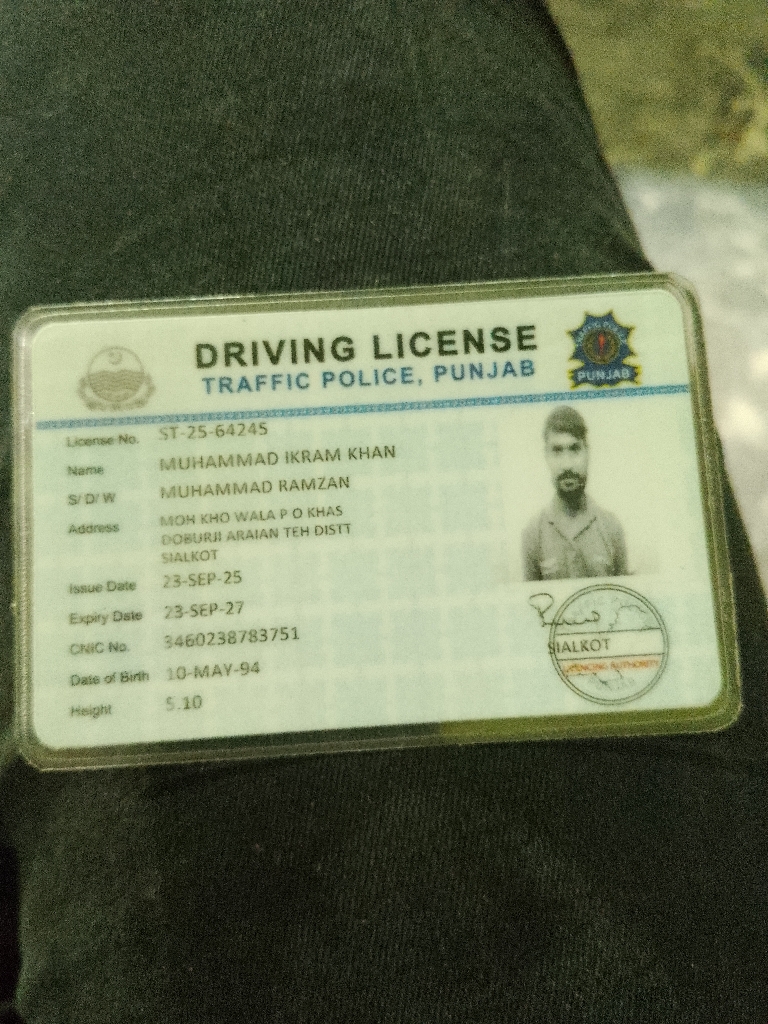 DRIVING LICENSE
TRAFFIC POLICE, PUNJAB
PUNJAB
License No. ST-25-64245
Name MUHAMMAD IKRAM KHAN
S/ D/ W MUHAMMAD RAMZAN
Address MOH KHO WALA P O KHAS
DOBURJI ARAIAN TEH DISTT
SIALKOT
Issue Date 23-SEP-25
Expiry Date 23-SEP-27
CNIC No. 3460238783751
Date of Birth 10-MAY-94
Height 5.10
SIALKOT
LICENCING AUTHORITY